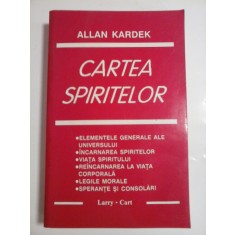 ALLAN KARDEK
CARTEA
SPIRITELOR
•ELEMENTELE GENERALE ALE
UNIVERSULUI
•ÎNCARNAREA SPIRITELOR
•VIAȚA SPIRITULUI
•REÎNCARNAREA LA VIAȚA
CORPORALĂ
•LEGILE MORALE
•SPERANȚE ȘI CONSOLĂRI
Larry - Cart